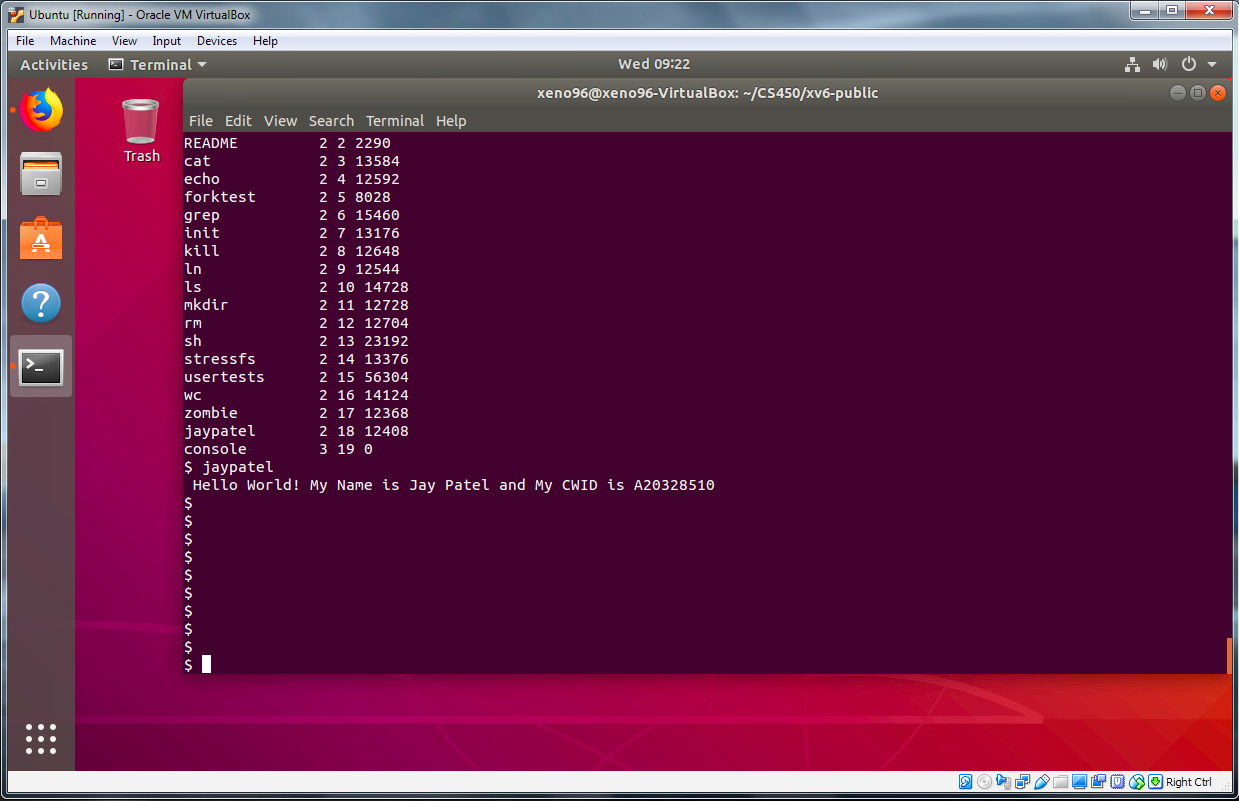 Ubuntu [Running] - Oracle VM VirtualBox
File Machine View Input Devices Help
Activities Terminal Wed 09:22
xeno96@xeno96-VirtualBox: ~/CS450/xv6-public
File Edit View Search Terminal Help
Trash
README 2 2 2290
cat 2 3 13584
echo 2 4 12592
forktest 2 5 8028
grep 2 6 15460
init 2 7 13176
kill 2 8 12648
ln 2 9 12544
ls 2 10 14728
mkdir 2 11 12728
rm 2 12 12704
sh 2 13 23192
stressfs 2 14 13376
usertests 2 15 56304
wc 2 16 14124
zombie 2 17 12368
jaypatel 2 18 12408
console 3 19 0
$ jaypatel
Hello World! My Name is Jay Patel and My CWID is A20328510
$
$
$
$
$
$
$
$
$
$
Right Ctrl